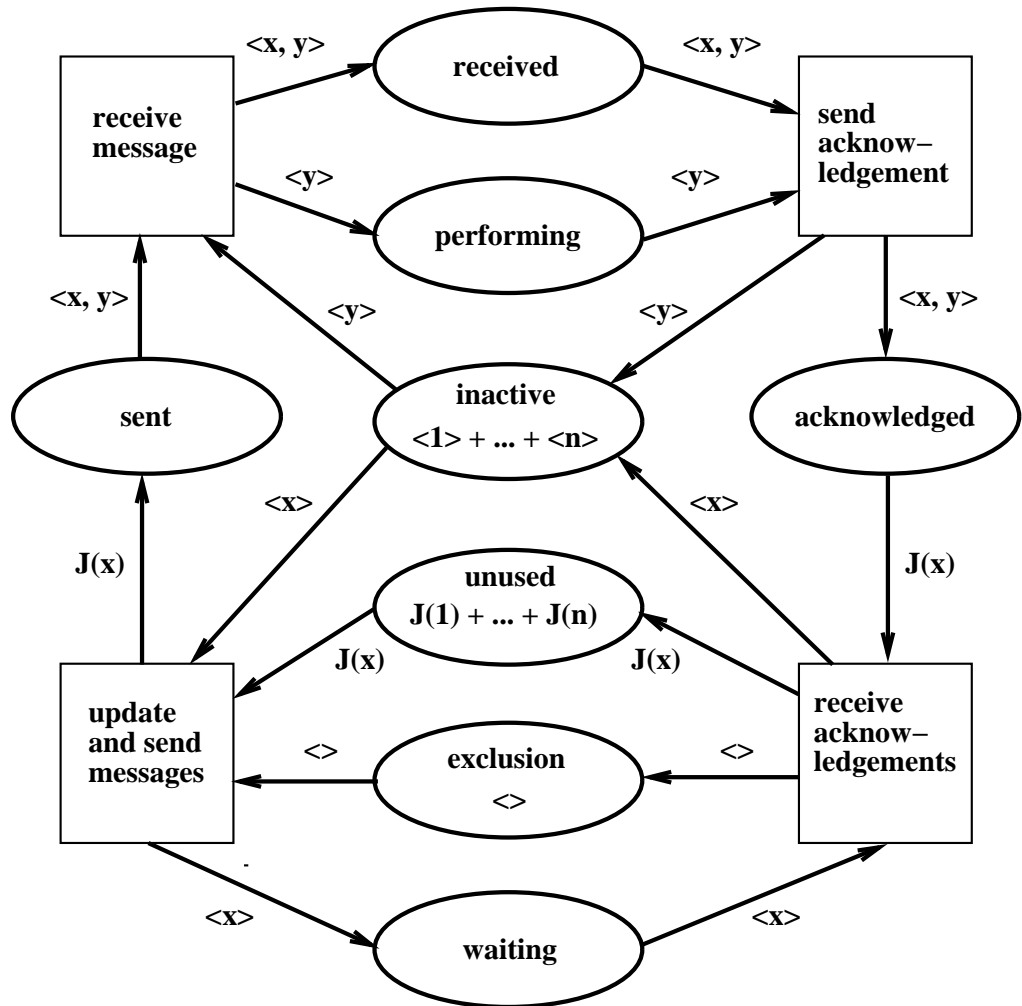 <x, y>
<x, y>
received
receive
message
send
acknow–
ledgement
<y>
<y>
performing
<x, y>
<y>
<y>
<x, y>
sent
inactive
<1> + ... + <n>
acknowledged
<x>
<x>
J(x)
unused
J(1) + ... + J(n)
J(x)
J(x)
J(x)
update
and send
messages
receive
acknow–
ledgements
<>
exclusion
<>
<>
<x>
waiting
<x>